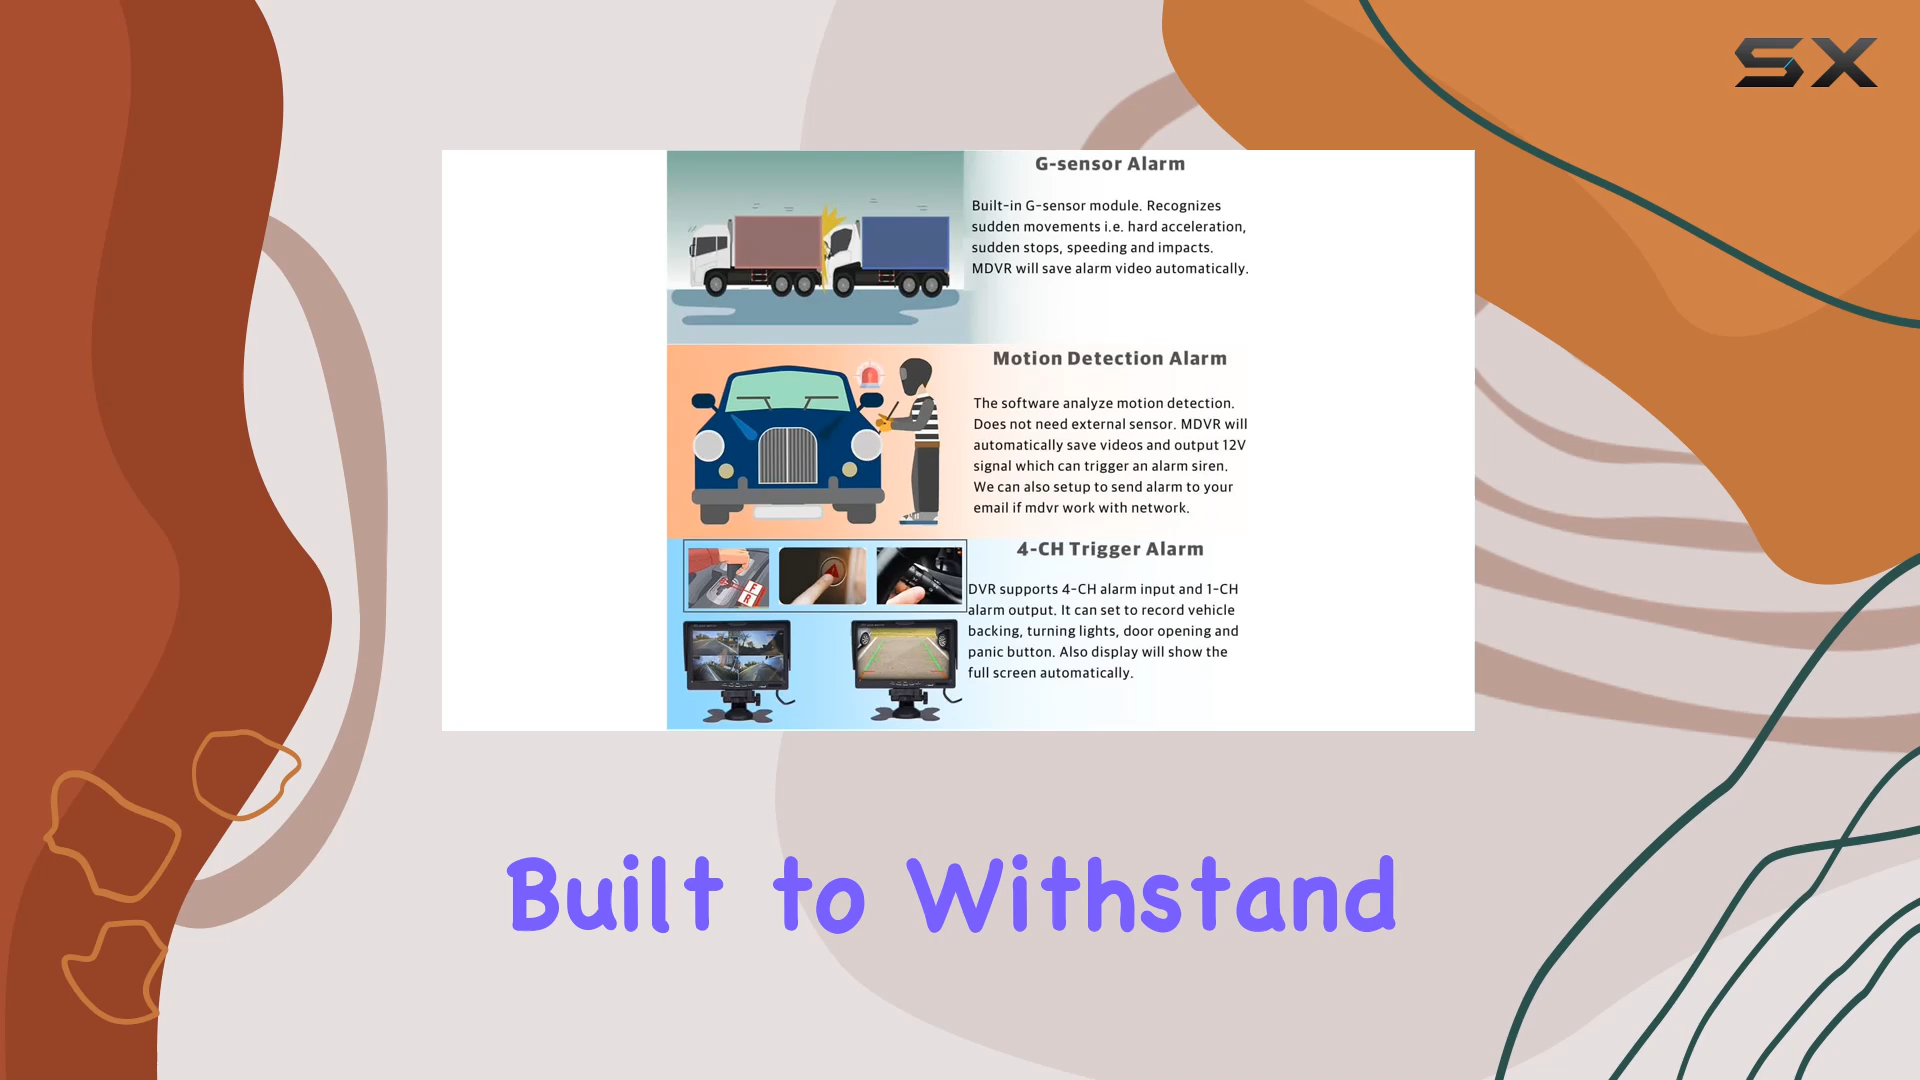 SX
G-sensor Alarm
Built-in G-sensor module. Recognizes
sudden movements i.e. hard acceleration,
sudden stops, speeding and impacts.
MDVR will save alarm video automatically.
Motion Detection Alarm
The software analyze motion detection.
Does not need external sensor. MDVR will
automatically save videos and output 12V
signal which can trigger an alarm siren.
We can also setup to send alarm to your
email if mdvr work with network.
4-CH Trigger Alarm
F
R
DVR supports 4-CH alarm input and 1-CH
alarm output. It can set to record vehicle
backing, turning lights, door opening and
panic button. Also display will show the
full screen automatically.
Built to Withstand